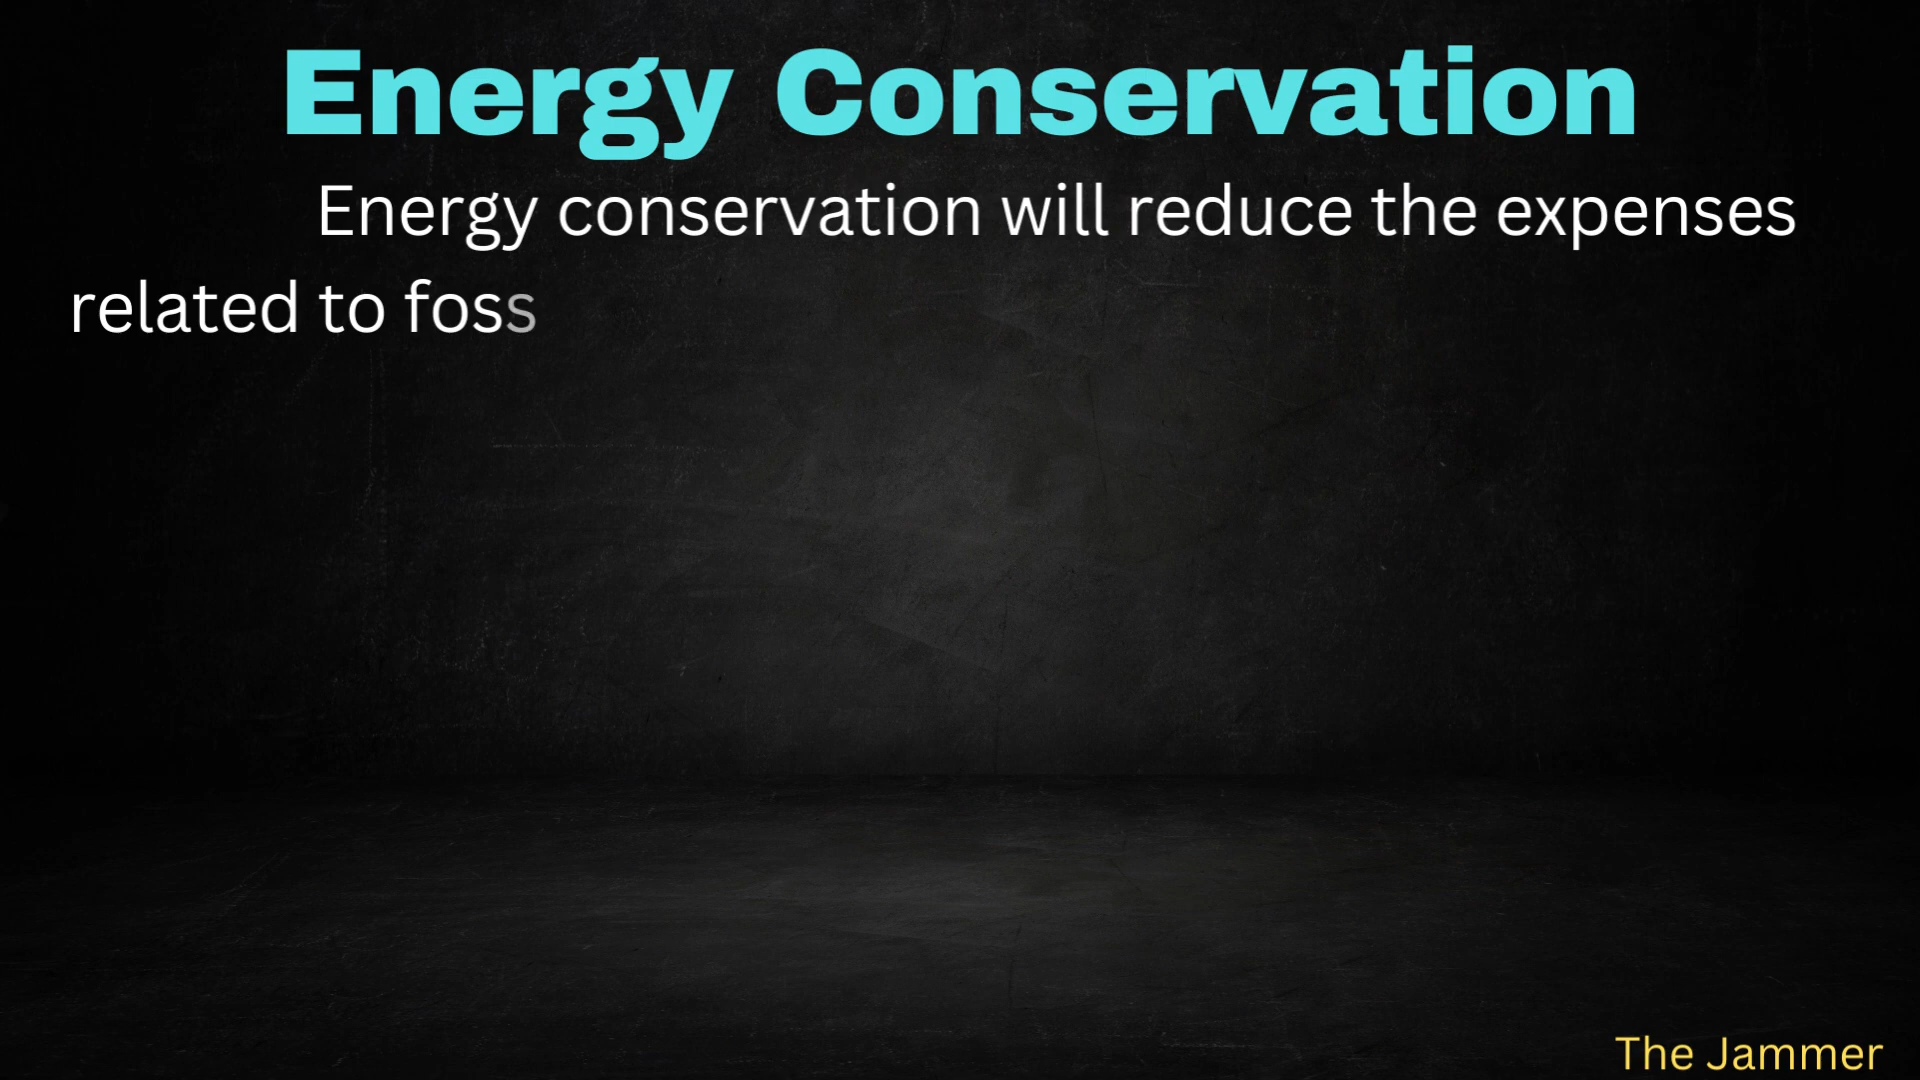 Energy Conservation
Energy conservation will reduce the expenses
related to foss
The Jammer